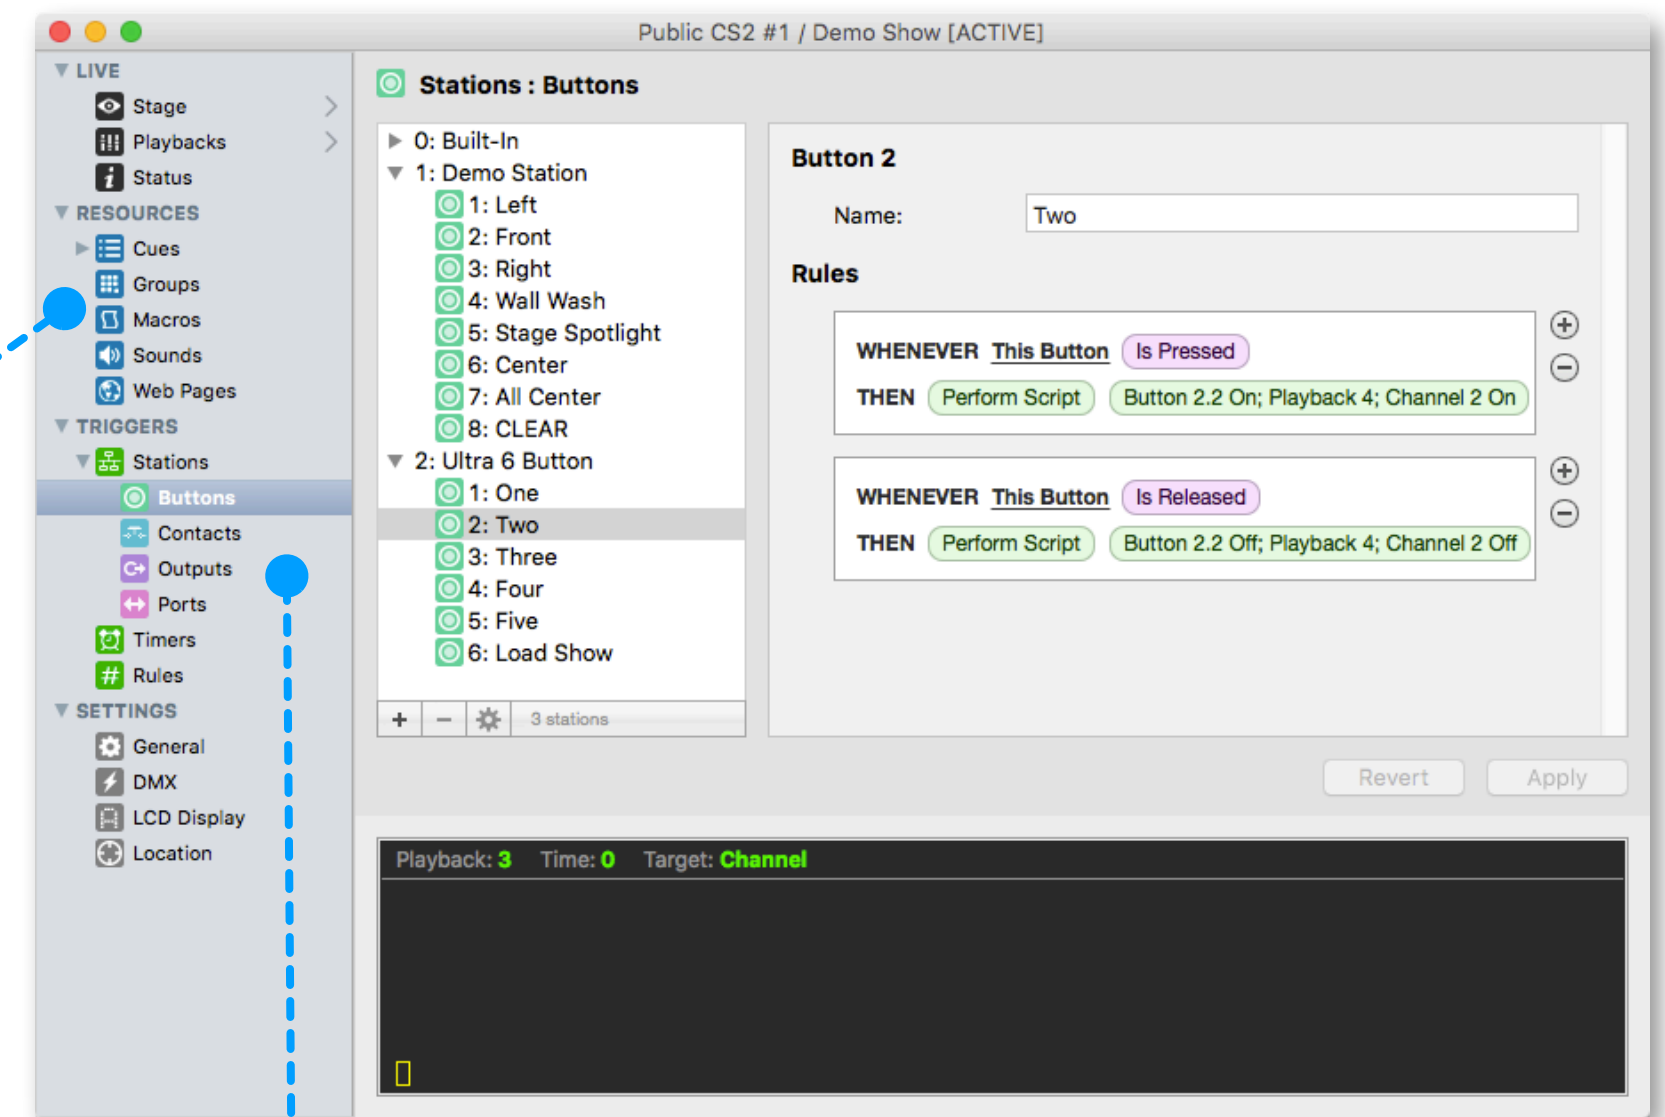 Public CS2 #1 / Demo Show [ACTIVE]
LIVE
Stage
Playbacks
Status
RESOURCES
Cues
Groups
Macros
Sounds
Web Pages
TRIGGERS
Stations
Buttons
Contacts
Outputs
Ports
Timers
Rules
SETTINGS
General
DMX
LCD Display
Location
Stations : Buttons
0: Built-In
1: Demo Station
1: Left
2: Front
3: Right
4: Wall Wash
5: Stage Spotlight
6: Center
7: All Center
8: CLEAR
2: Ultra 6 Button
1: One
2: Two
3: Three
4: Four
5: Five
6: Load Show
3 stations
Button 2
Name: Two
Rules
WHENEVER This Button Is Pressed
THEN Perform Script Button 2.2 On; Playback 4; Channel 2 On
WHENEVER This Button Is Released
THEN Perform Script Button 2.2 Off; Playback 4; Channel 2 Off
Revert Apply
Playback: 3 Time: 0 Target: Channel